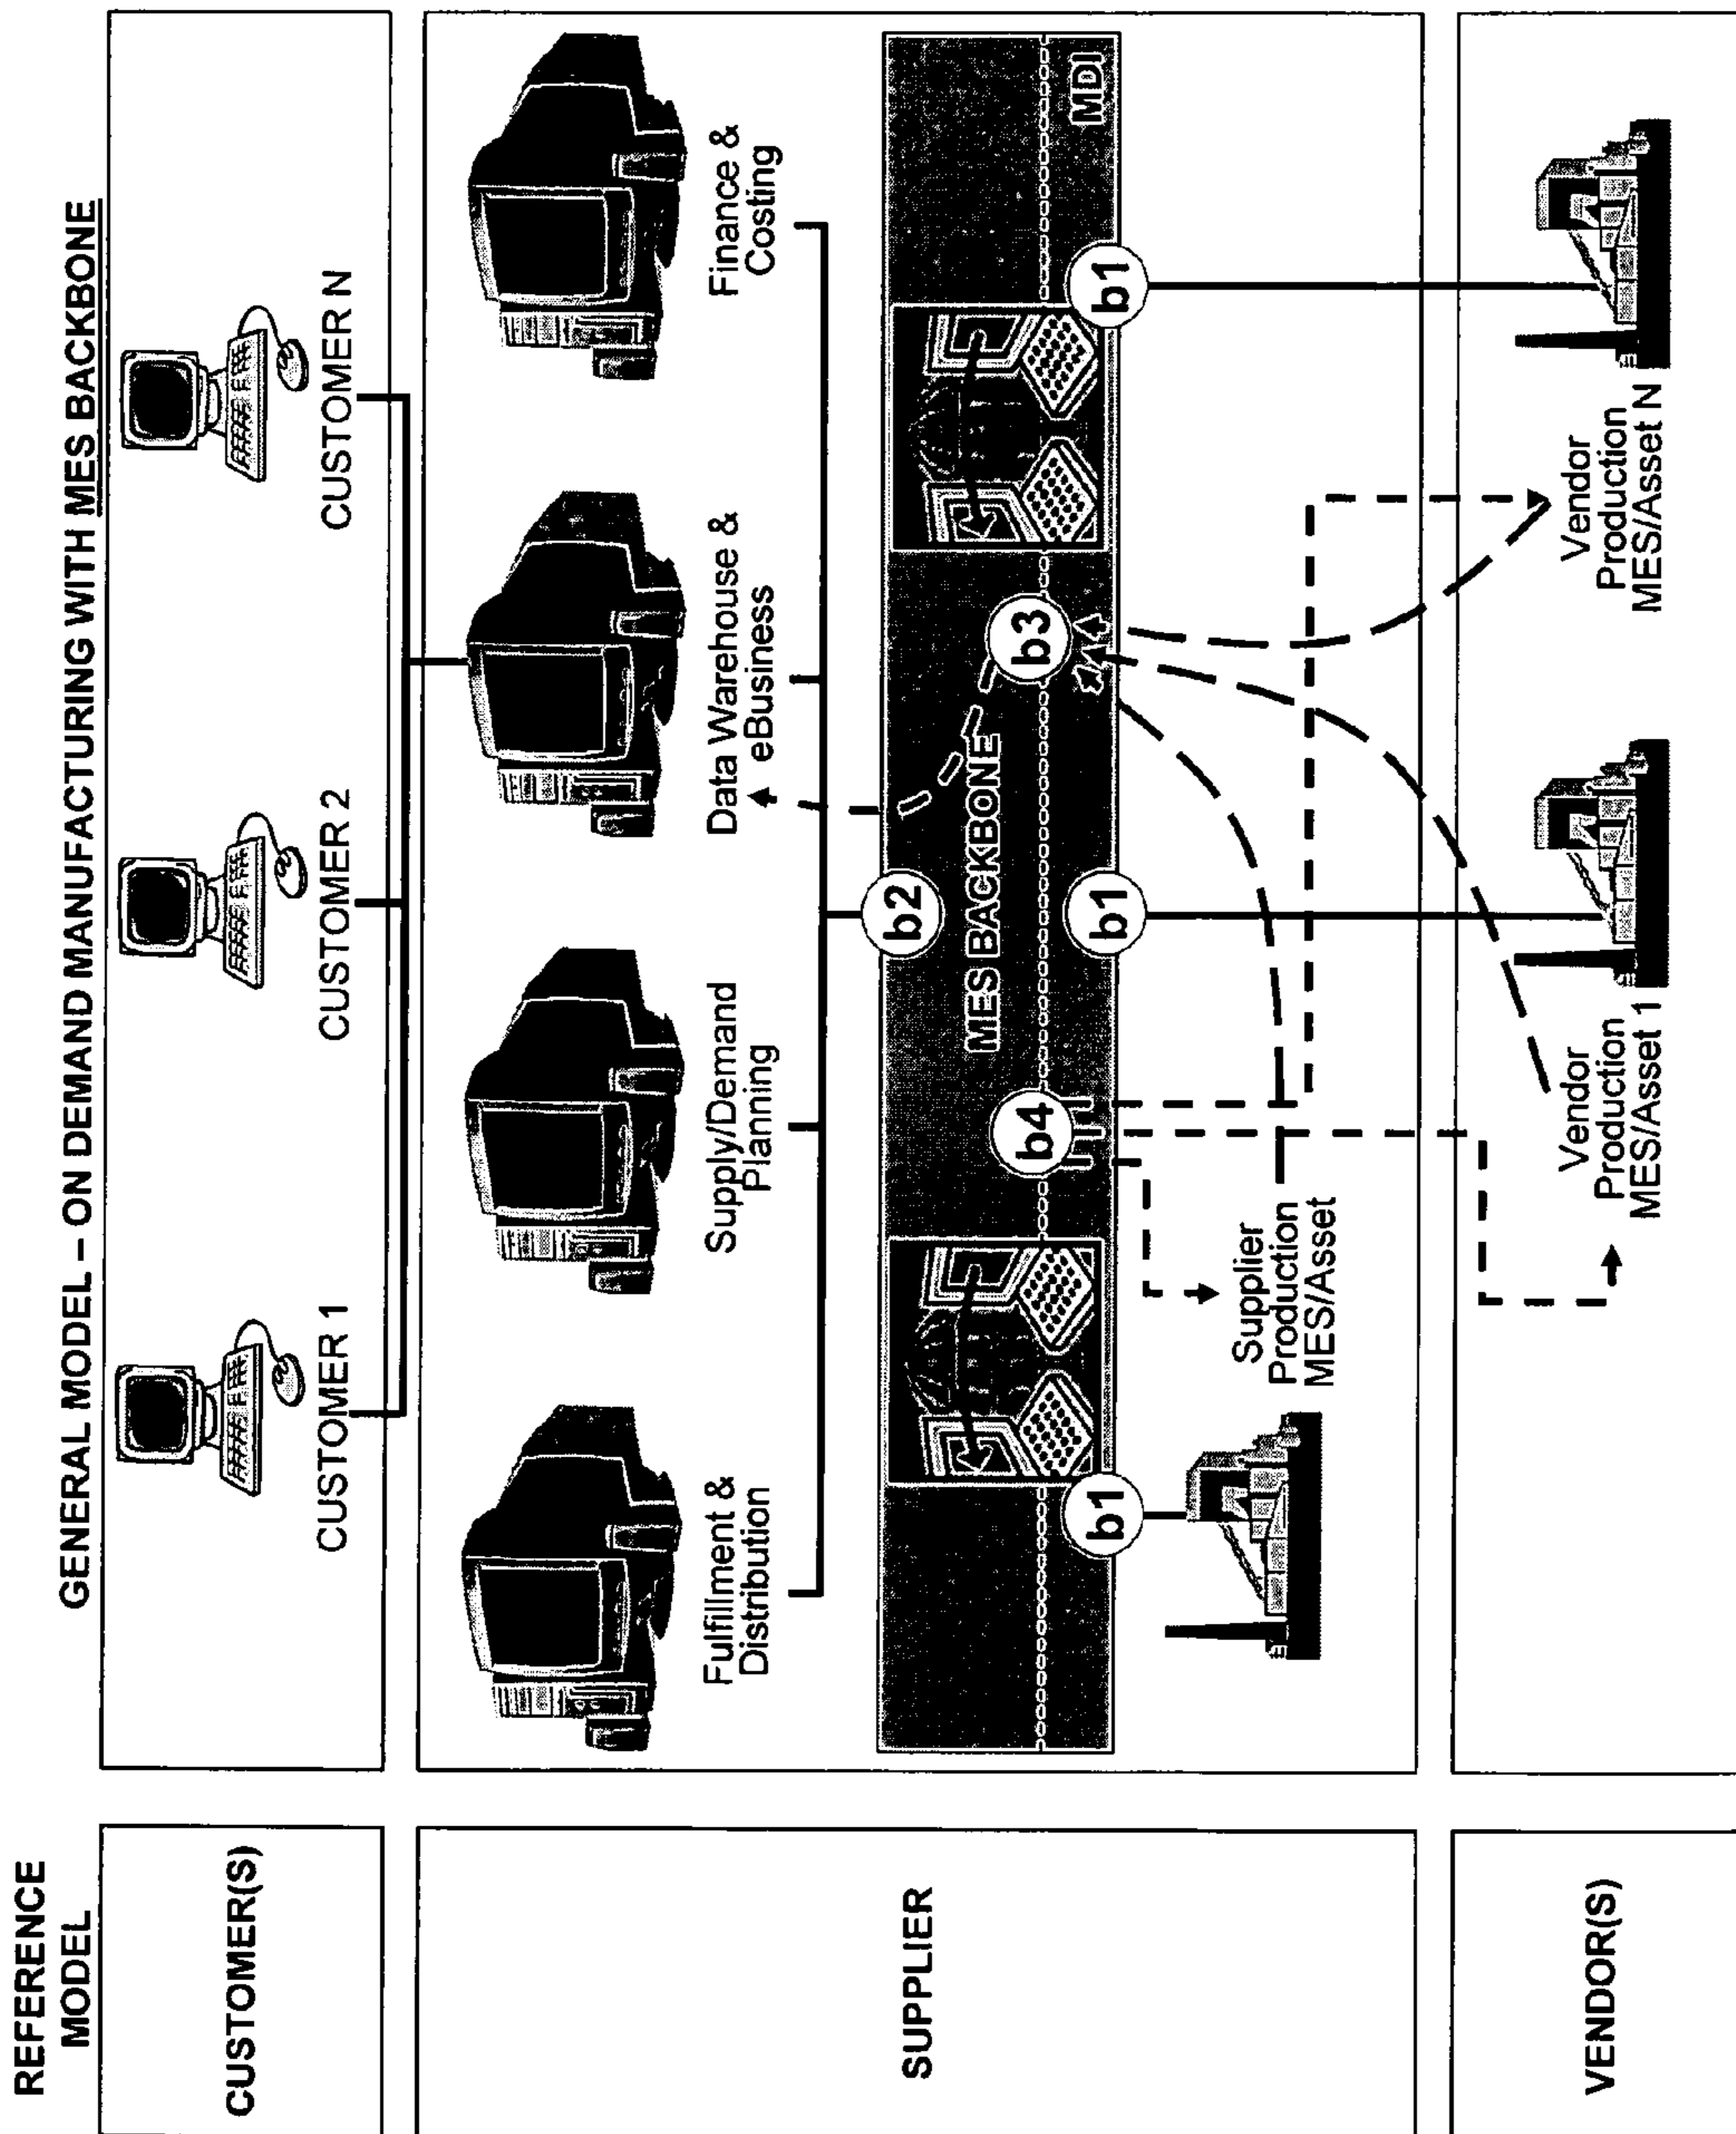 GENERAL MODEL – ON DEMAND MANUFACTURING WITH MES BACKBONE
REFERENCE
MODEL
CUSTOMER(S)
CUSTOMER 1
CUSTOMER 2
CUSTOMER N
SUPPLIER
Fulfillment &
Distribution
Supply/Demand
Planning
Data Warehouse &
eBusiness
Finance &
Costing
b2
MES BACKBONE
b4
b3
MDI
b1
b1
b1
Supplier
Production
MES/Asset
VENDOR(S)
Vendor
Production
MES/Asset 1
Vendor
Production
MES/Asset N